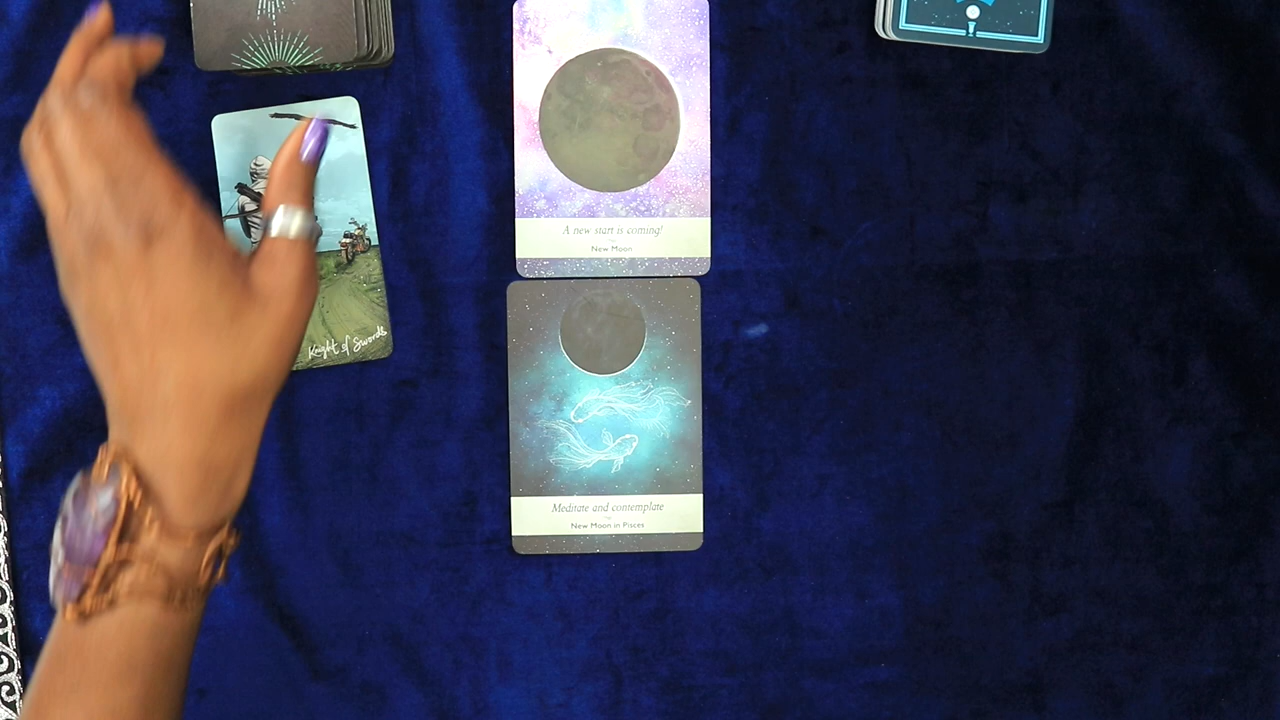 A new start is coming!
New Moon
Knight of Swords
Meditate and contemplate
New Moon in Pisces